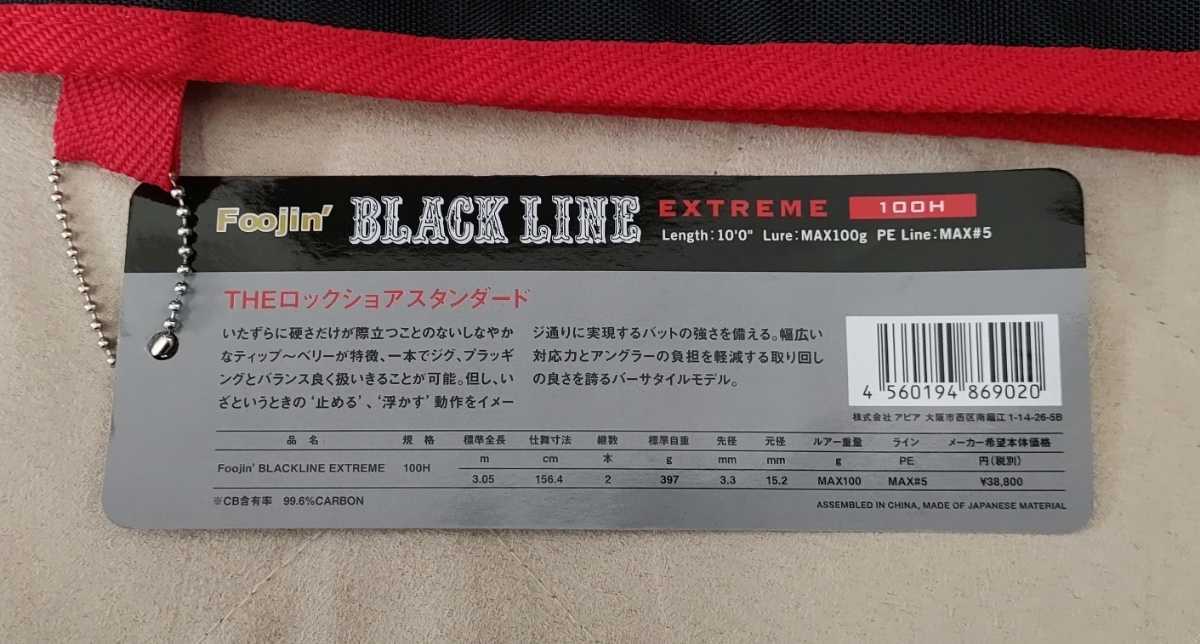 Foojin' BLACK LINE EXTREME 100H
Length:10'0" Lure:MAX100g PE Line:MAX#5
THEロックショアスタンダード
いたずらに硬さだけが際立つことのないしなやか
なティップ〜ベリーが特徴、一本でジグ、プラッギ
ングとバランス良く扱いきることが可能。但し、い
ざというときの‘止める’、‘浮かす’動作をイメー
ジ通りに実現するバットの強さを備える。幅広い
対応力とアングラーの負担を軽減する取り回し
の良さを誇るバーサタイルモデル。
4 560194 869020
株式会社 アピア 大阪市西区南堀江1-14-26-5B
品 名 規 格 標準全長 仕舞寸法 継数 標準自重 先径 元径 ルアー重量 ライン メーカー希望本体価格
m cm 本 g mm mm g PE 円(税別)
Foojin' BLACKLINE EXTREME 100H 3.05 156.4 2 397 3.3 15.2 MAX100 MAX#5 ¥38,800
※CB含有率 99.6%CARBON
ASSEMBLED IN CHINA, MADE OF JAPANESE MATERIAL